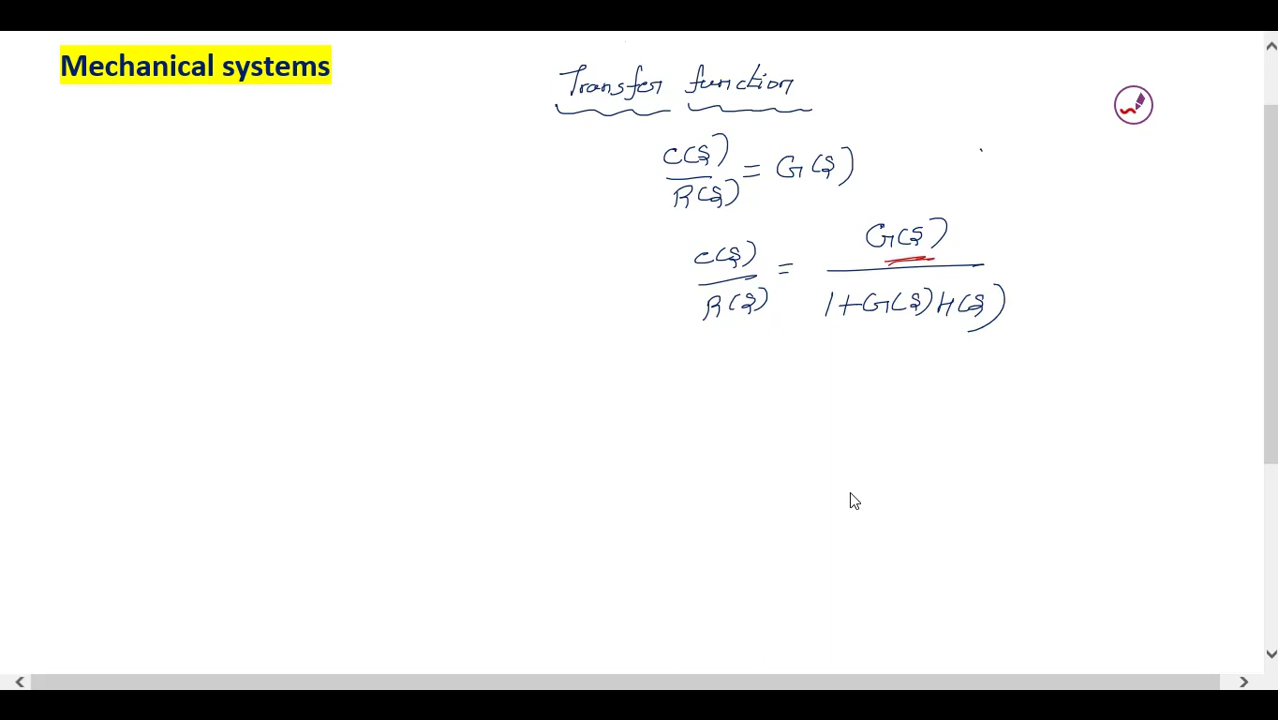 Mechanical systems
Transfer function
C(s)/R(s) = G(s)
C(s)/R(s) = G(s)/1+G(s)H(s)